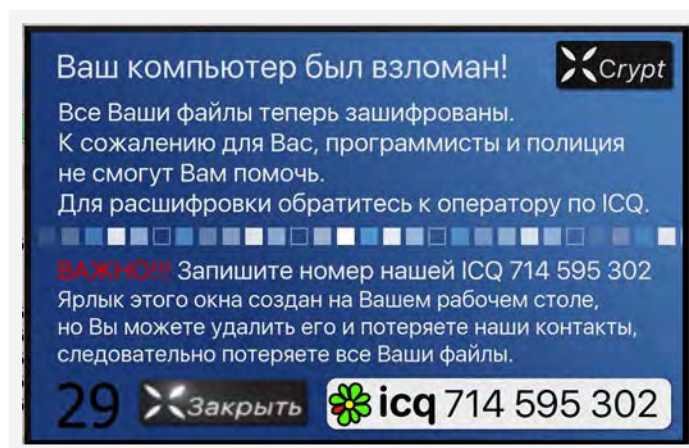 Ваш компьютер был взломан!
Crypt
Все Ваши файлы теперь зашифрованы.
К сожалению для Вас, программисты и полиция
не смогут Вам помочь.
Для расшифровки обратитесь к оператору по ICQ.
ВАЖНО!!! Запишите номер нашей ICQ 714 595 302
Ярлык этого окна создан на Вашем рабочем столе,
но Вы можете удалить его и потеряете наши контакты,
следовательно потеряете все Ваши файлы.
29 Закрыть icq 714 595 302